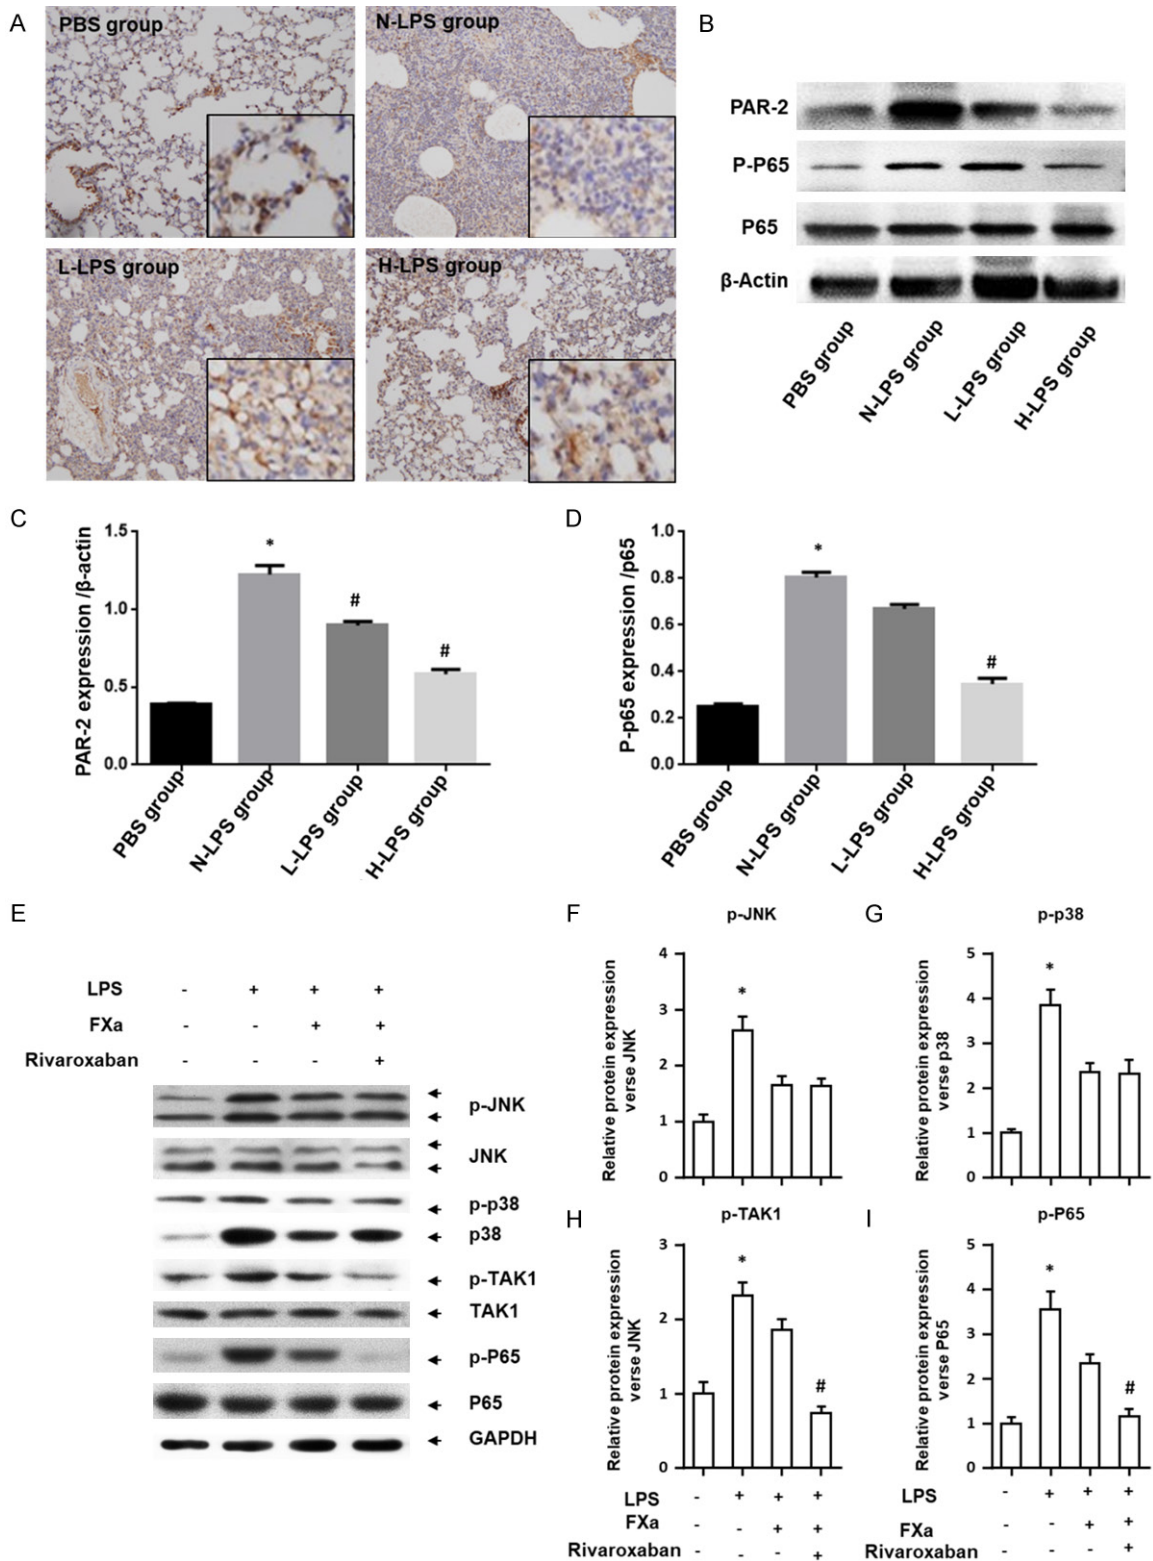 A
PBS group
N-LPS group
L-LPS group
H-LPS group
B
PAR-2
P-P65
P65
β-Actin
PBS group
N-LPS group
L-LPS group
H-LPS group
C
PAR-2 expression /β-actin
1.5
1.0
0.5
0.0
*
#
#
PBS group
N-LPS group
L-LPS group
H-LPS group
D
P-p65 expression /p65
1.0
0.8
0.6
0.4
0.2
0.0
*
#
PBS group
N-LPS group
L-LPS group
H-LPS group
E
LPS - + + +
FXa - - + +
Rivaroxaban - - - +
p-JNK
JNK
p-p38
p38
p-TAK1
TAK1
p-P65
P65
GAPDH
F
p-JNK
Relative protein expression
verse JNK
4
3
2
1
0
*
G
p-p38
Relative protein expression
verse p38
5
4
3
2
1
0
*
H
p-TAK1
Relative protein expression
verse JNK
3
2
1
0
*
#
LPS - + + +
FXa - - + +
Rivaroxaban - - - +
I
p-P65
Relative protein expression
verse P65
5
4
3
2
1
0
*
#
LPS - + + +
FXa - - + +
Rivaroxaban - - - +